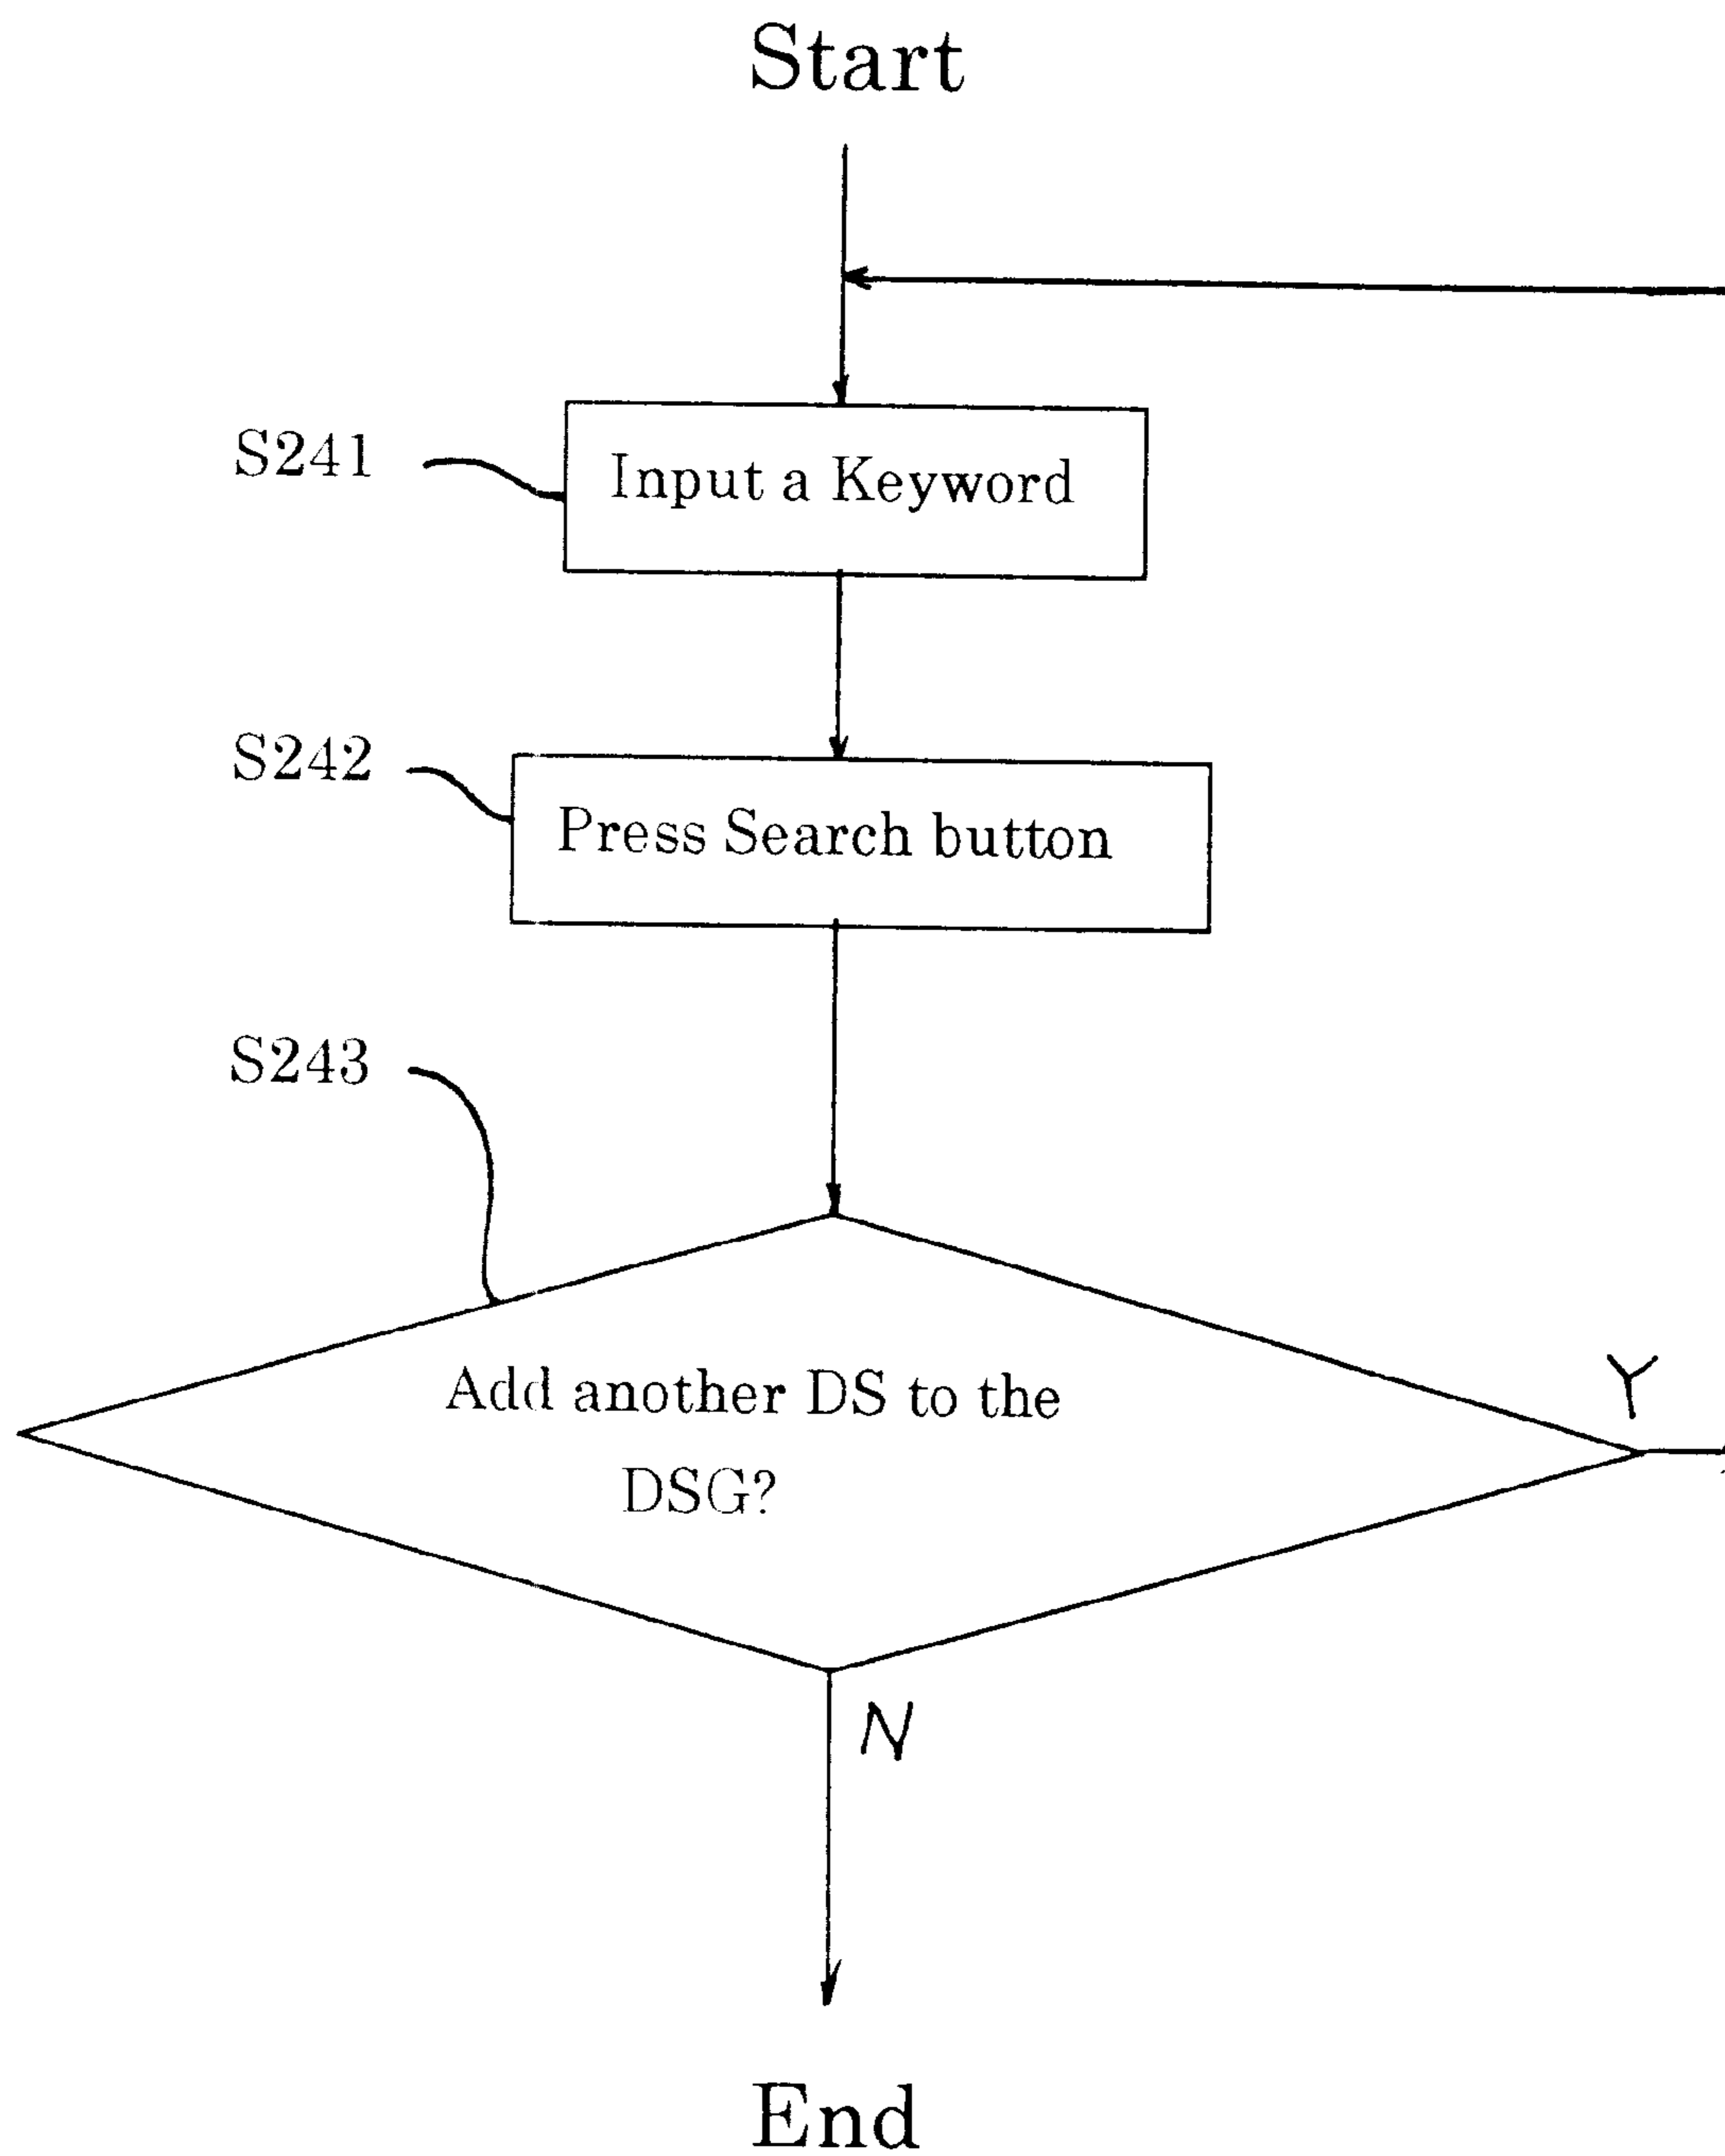 Start
S241
Input a Keyword
S242
Press Search button
S243
Add another DS to the
DSG?
Y
N
End